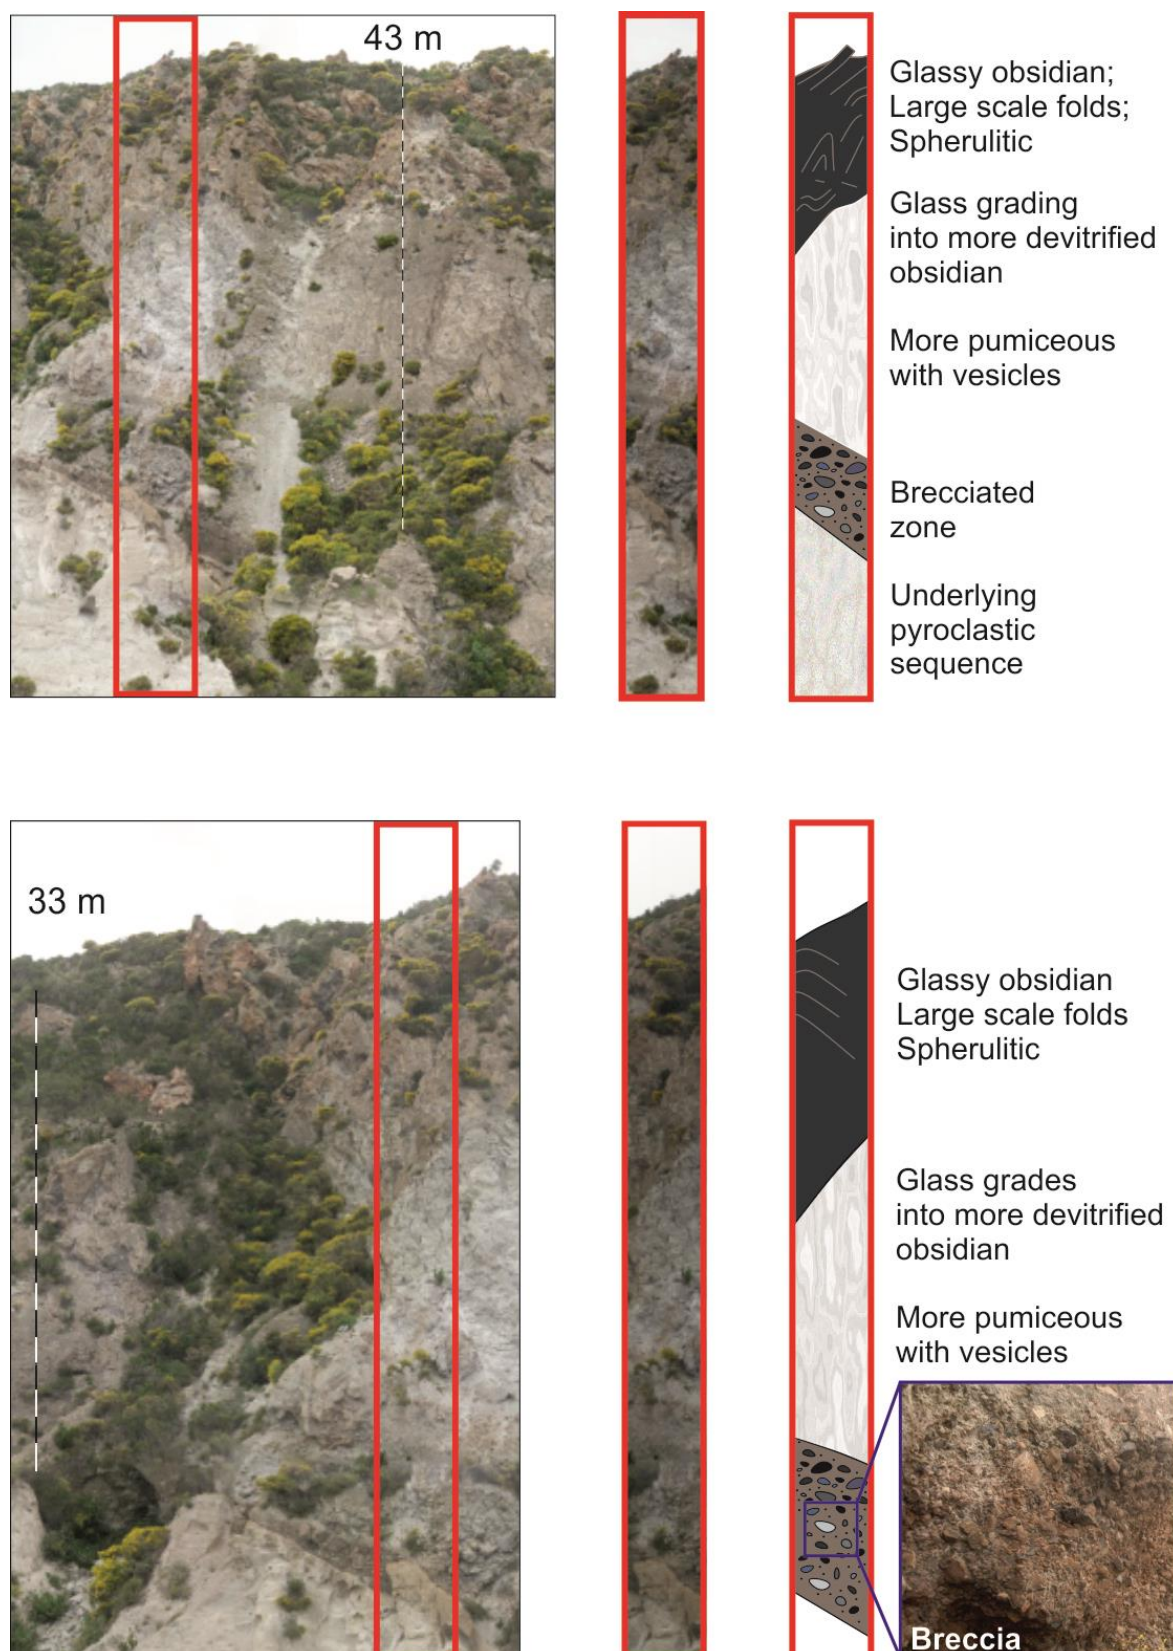 43 m
Glassy obsidian;
Large scale folds;
Spherulitic
Glass grading
into more devitrified
obsidian
More pumiceous
with vesicles
Brecciated
zone
Underlying
pyroclastic
sequence
33 m
Glassy obsidian
Large scale folds
Spherulitic
Glass grades
into more devitrified
obsidian
More pumiceous
with vesicles
Breccia